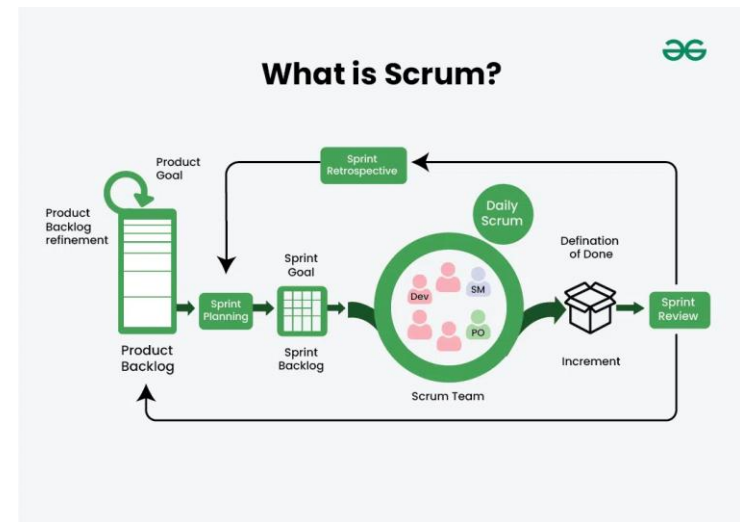 What is Scrum?
Sprint
Retrospective
Product
Goal
Daily
Scrum
Product
Backlog
refinement
Defination
of Done
Sprint
Goal
Dev
SM
Sprint
Planning
Sprint
Review
PO
Product
Backlog
Sprint
Backlog
Increment
Scrum Team